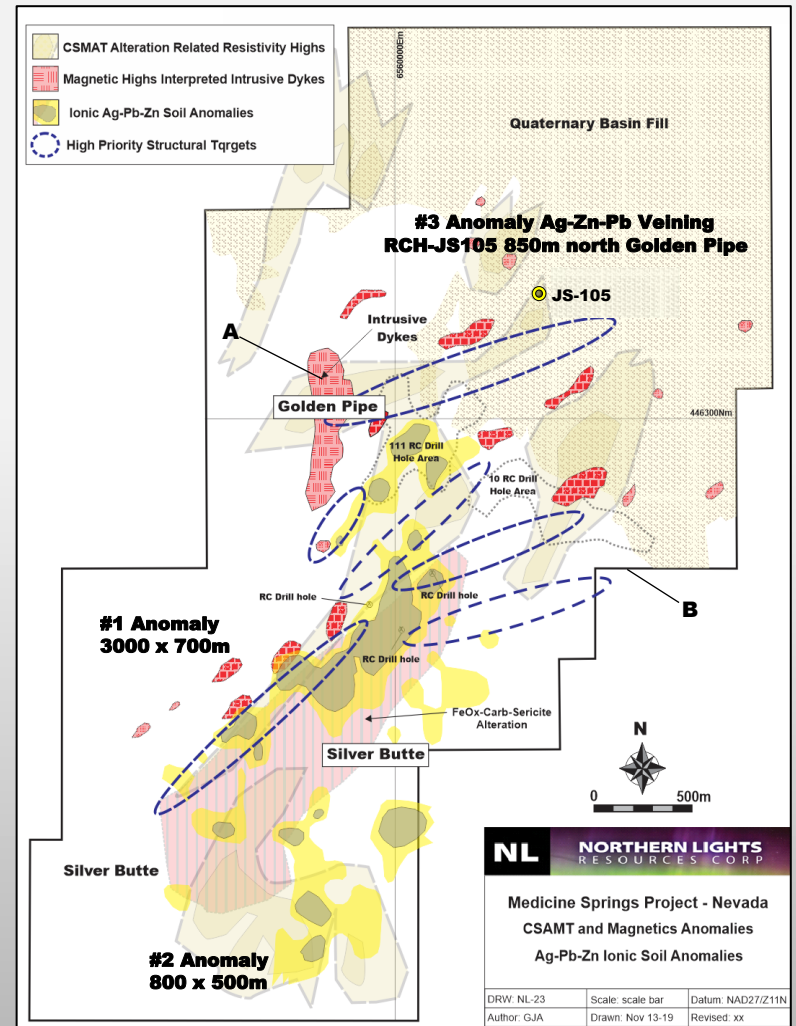 CSMAT Alteration Related Resistivity Highs
Magnetic Highs Interpreted Intrusive Dykes
Ionic Ag-Pb-Zn Soil Anomalies
High Priority Structural Tqrgets
6560000Em
Quaternary Basin Fill
#3 Anomaly Ag-Zn-Pb Veining
RCH-JS105 850m north Golden Pipe
JS-105
A
Intrusive
Dykes
Golden Pipe
446300Nm
111 RC Drill
Hole Area
10 RC Drill
Hole Area
RC Drill hole
RC Drill hole
B
#1 Anomaly
3000 x 700m
RC Drill hole
FeOx-Carb-Sericite
Alteration
Silver Butte
N
0 500m
Silver Butte
#2 Anomaly
800 x 500m
NL
NORTHERN LIGHTS
RESOURCES CORP
Medicine Springs Project - Nevada
CSAMT and Magnetics Anomalies
Ag-Pb-Zn Ionic Soil Anomalies
DRW: NL-23 Scale: scale bar Datum: NAD27/Z11N
Author: GJA Drawn: Nov 13-19 Revised: xx